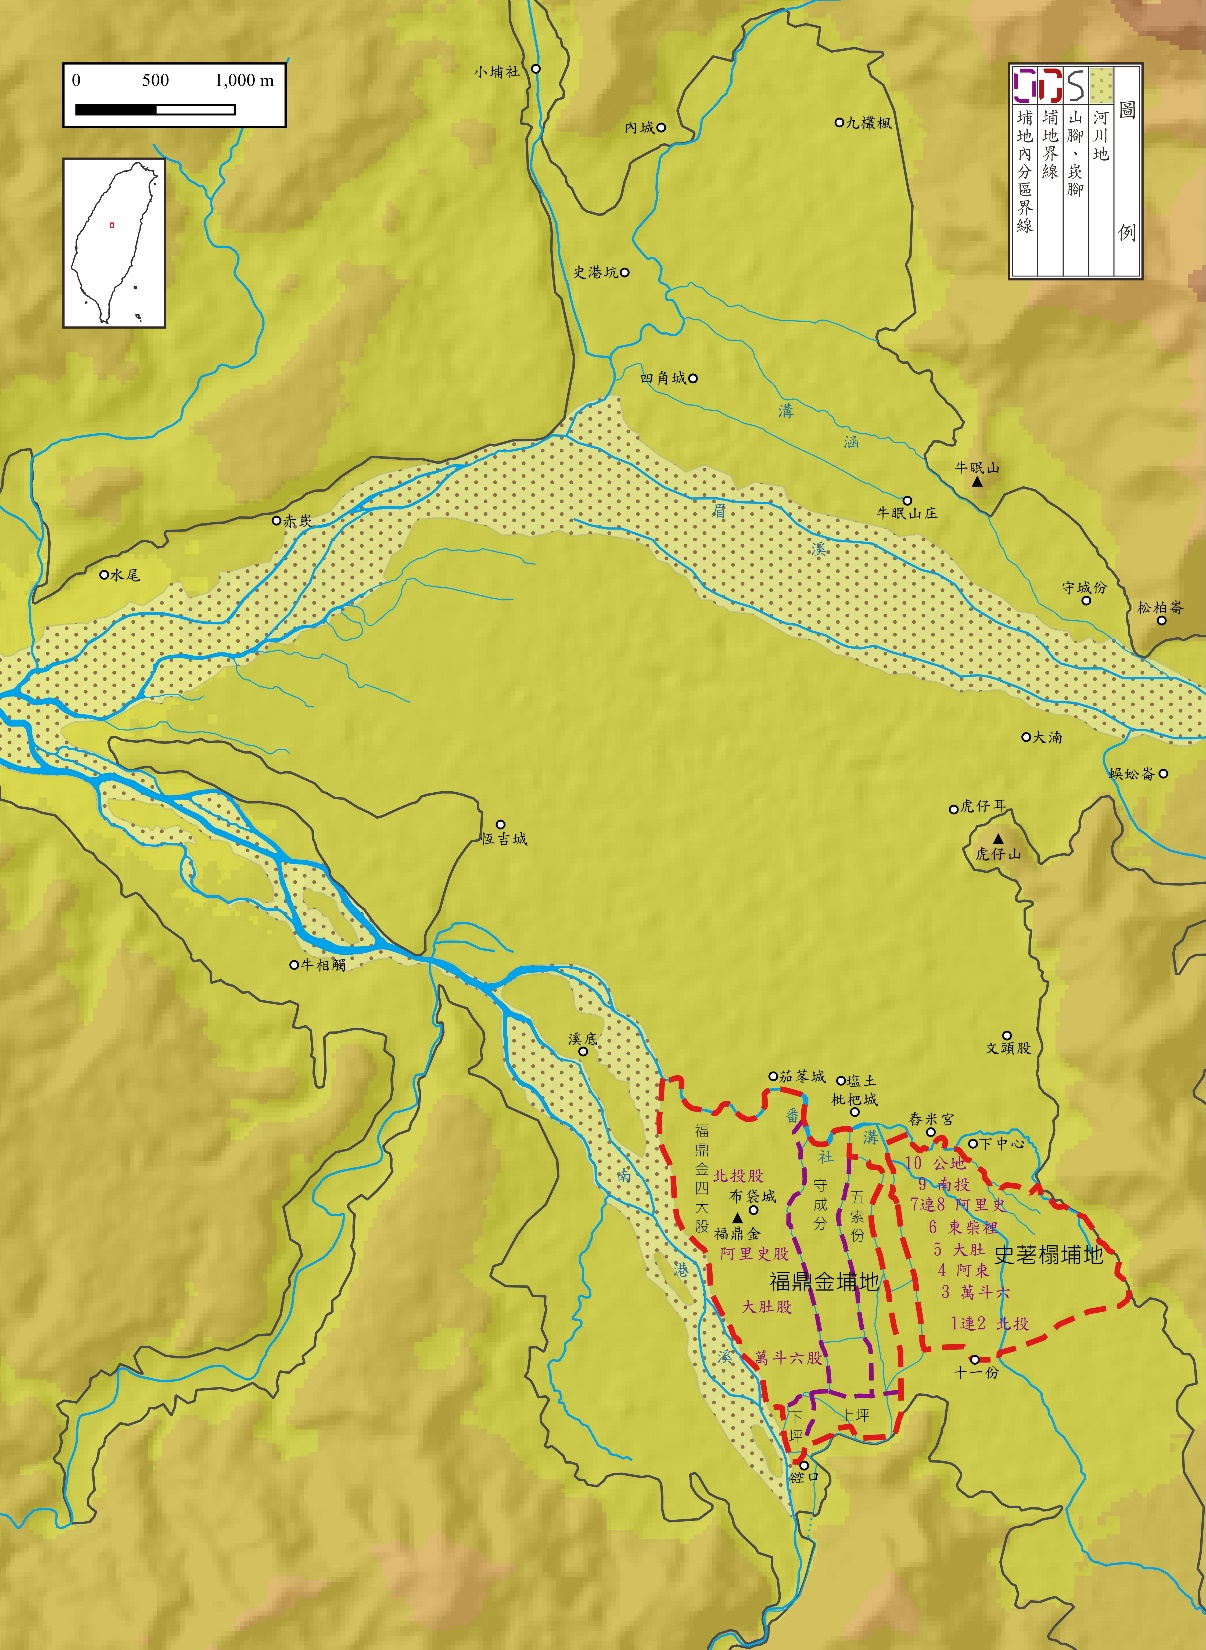 0 500 1,000 m
圖例
河川地
山腳、崁腳
埔地界線
埔地內分區界線
小埔社
內城
九欉楓
史港坑
四角城
溝
涵
牛眠山
牛眠山庄
赤崁
眉
溪
水尾
守城份
松柏崙
大湳
蜈蚣崙
虎仔耳
虎仔山
恆吉城
牛相觸
溪底
文頭股
茄苳城
塩土
枇杷城
番
社
溝
舂米宮
下中心
福鼎金四大股
北投股
布袋城
福鼎金
阿里史股
大肚股
萬斗六股
守成分
五索份
福鼎金埔地
10 公地
9 南投
7連8 阿里史
6 東柴裡
5 大肚
4 阿束
3 萬斗六
1連2 北投
史荖榻埔地
十一份
南
港
溪
下坪
上坪